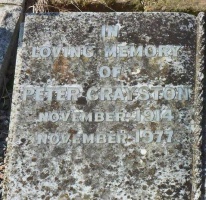 IN
LOVING MEMORY
OF
PETER GRAYSTON
NOVEMBER 1914
NOVEMBER 1977